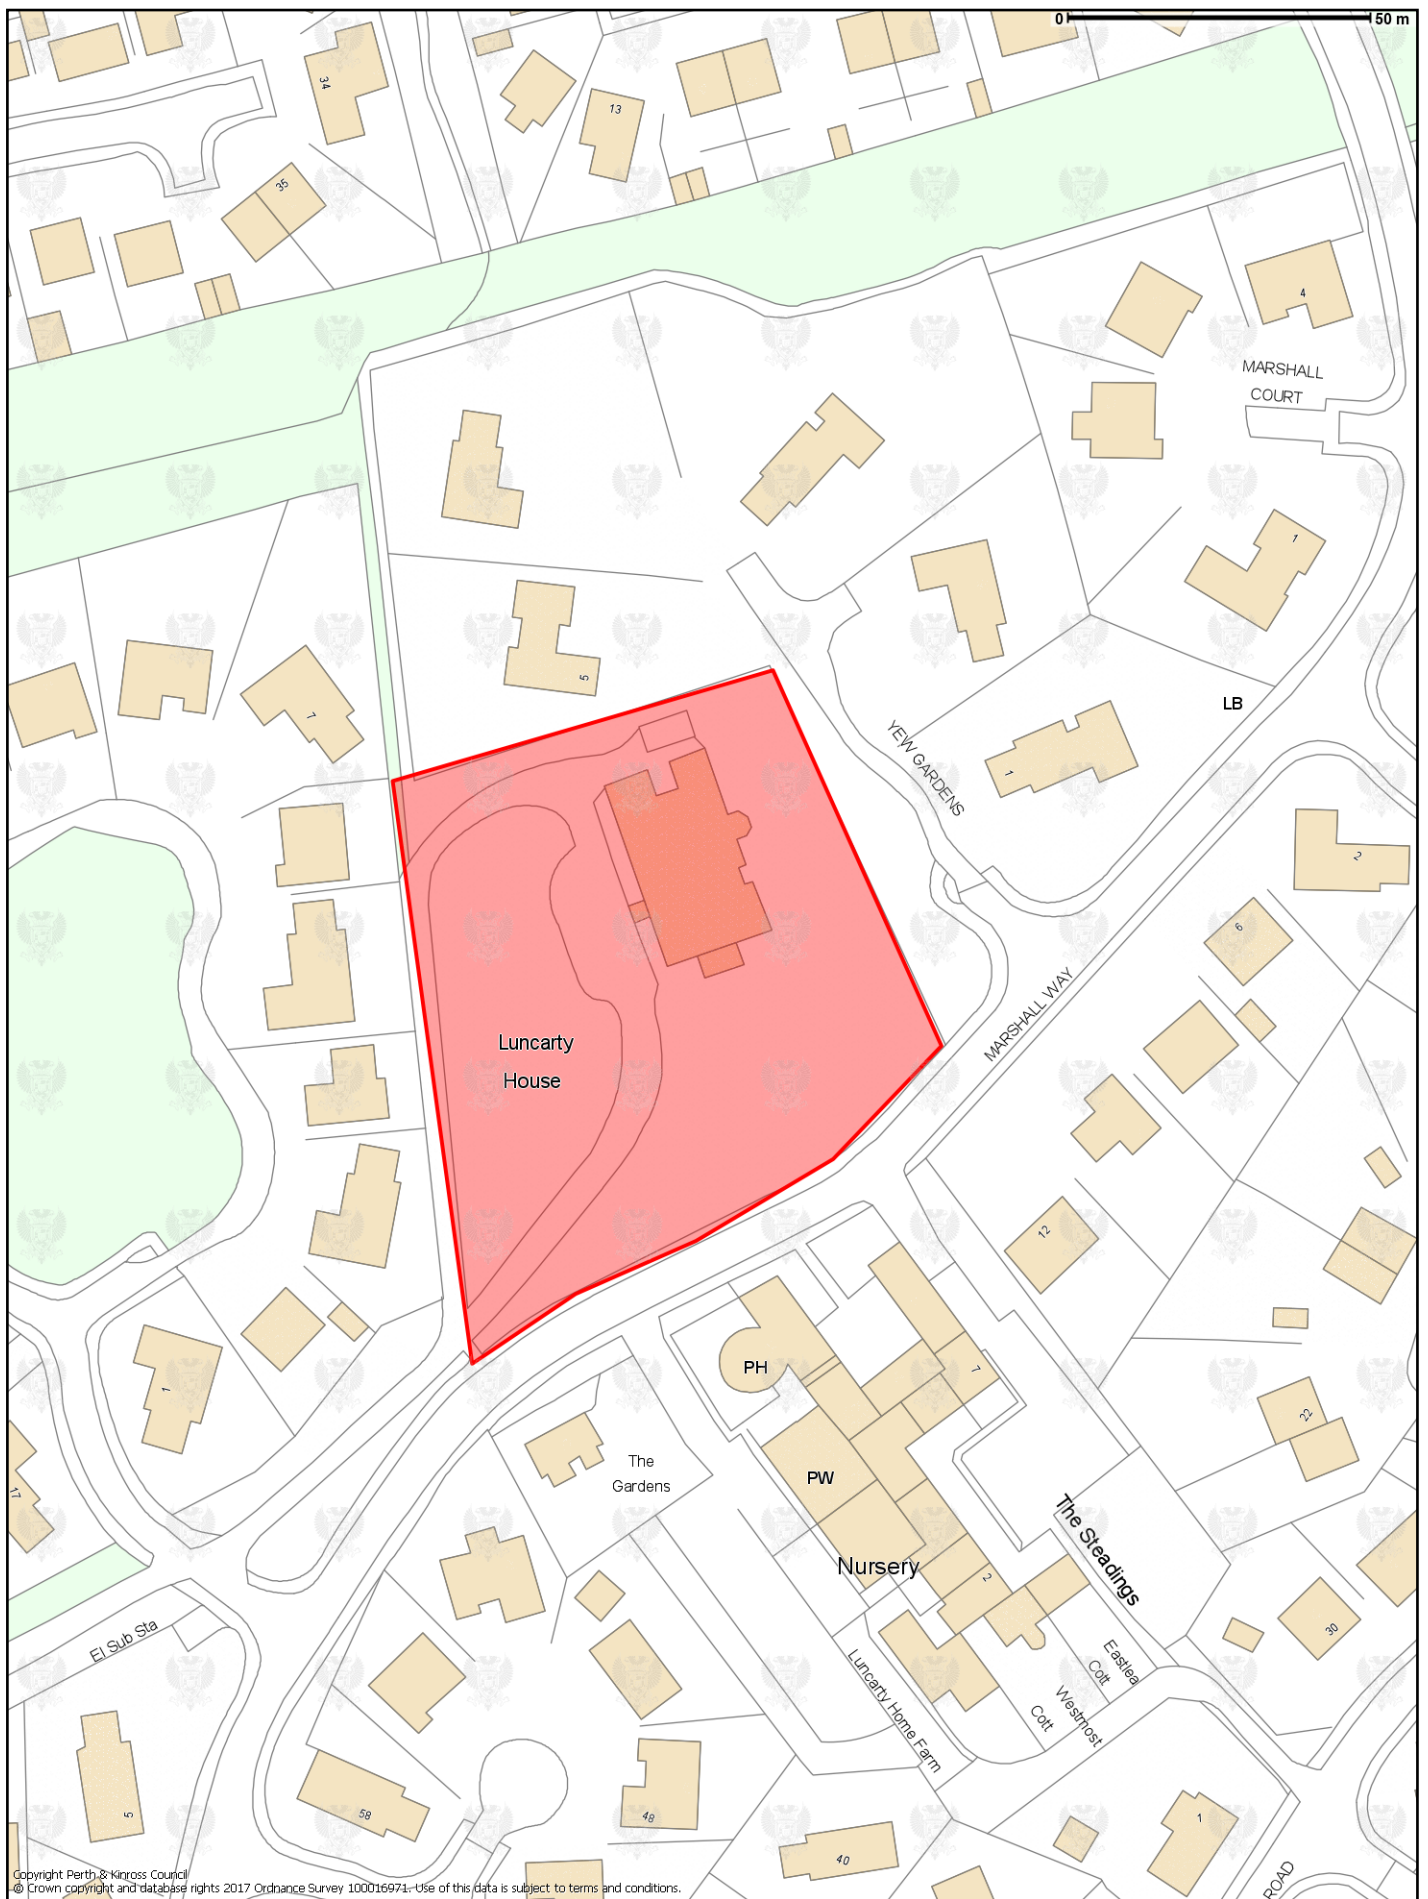 0 50 m
34
13
35
4
MARSHALL
COURT
1
5
7
LB
YEW GARDENS
1
2
6
MARSHALL WAY
Luncarty
House
12
PH
7
1
22
The
Gardens
PW
17
The Steadings
Nursery
2
30
El Sub Sta
Eastlea
Cott
Luncarty Home Farm
Westmost
Cott
5
58
48
1
40
ROAD
Copyright Perth & Kinross Council
© Crown copyright and database rights 2017 Ordnance Survey 100016971. Use of this data is subject to terms and conditions.